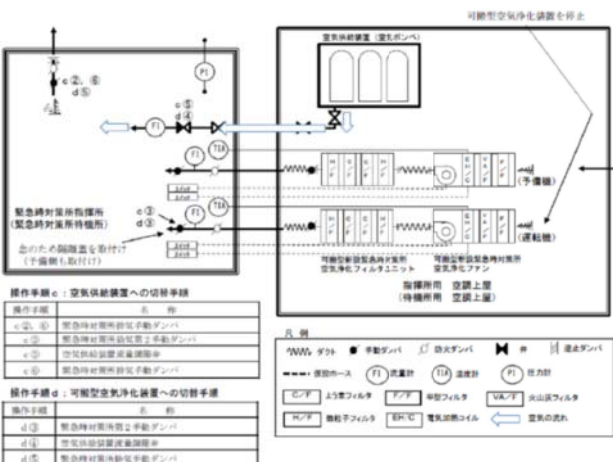 可搬型空気浄化装置を停止
空気供給装置（空気ボンベ）
c②、⑥
d⑤
PI
c⑤
d④
FI
FI
TIA
H/F
G/F
G/F
H/F
EH/C
VA/F
P/F
(予備機)
緊急時対策所指揮所
(緊急時対策所待機所)
c③
d③
FI
TIA
H/F
EH/C
VA/F
(運転機)
念のため隔離蓋を取付け
(予備側も取付け)
可搬型新設緊急時対策所
空気浄化フィルタユニット
可搬型新設緊急時対策所
空気浄化ファン
指揮所用 空調上屋
(待機所用 空調上屋)
操作手順c：空気供給装置への切替手順
操作手順 名 称
c②、⑥ 緊急時対策所排気手動ダンパ
c③ 緊急時対策所給気第2手動ダンパ
c⑤ 空気供給装置流量調節弁
c⑥ 緊急時対策所排気手動ダンパ
操作手順d：可搬型空気浄化装置への切替手順
操作手順 名 称
d③ 緊急時対策所第2手動ダンパ
d④ 空気供給装置流量調節弁
d⑤ 緊急時対策所排気手動ダンパ
凡 例
ダクト 手動ダンパ 防火ダンパ 弁 逆止ダンパ
仮設ホース FI 流量計 TIA 温度計 PI 圧力計
G/F よう素フィルタ P/F 中型フィルタ VA/F 火山灰フィルタ
H/F 微粒子フィルタ EH/C 電気加熱コイル 空気の流れ